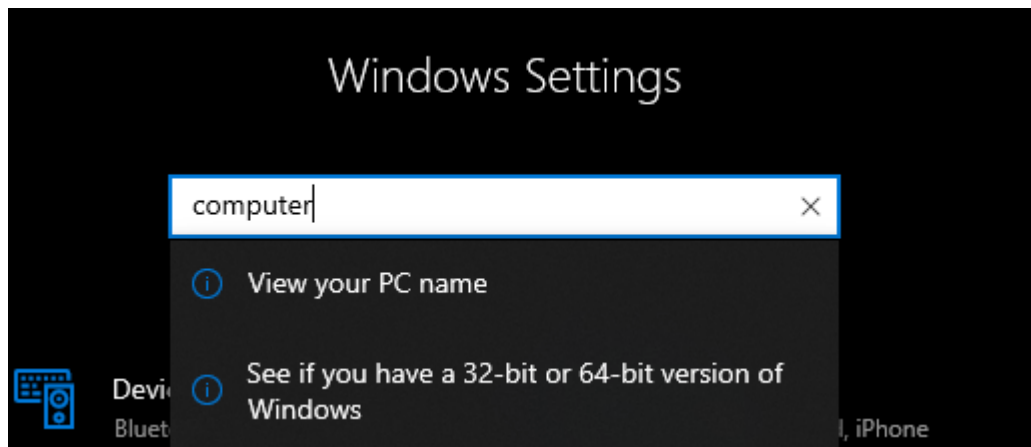 Windows Settings
computer
View your PC name
See if you have a 32-bit or 64-bit version of
Windows
iPhone